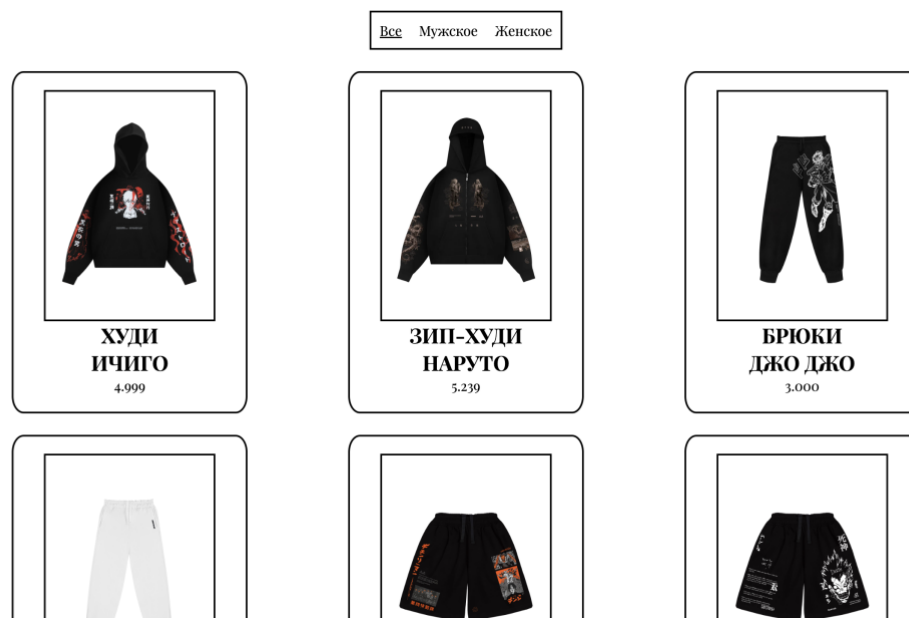 Все Мужское Женское
ХУДИ
ИЧИГО
4.999
ЗИП-ХУДИ
НАРУТО
5.239
БРЮКИ
ДЖО ДЖО
3.000